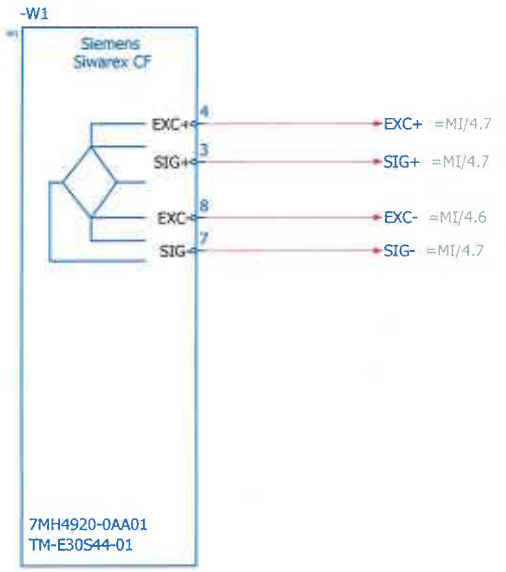 -W1
Siemens
Siwarex CF
EXC+ 4 EXC+ =MI/4.7
SIG+ 3 SIG+ =MI/4.7
EXC- 8 EXC- =MI/4.6
SIG- 7 SIG- =MI/4.7
7MH4920-0AA01
TM-E30S44-01